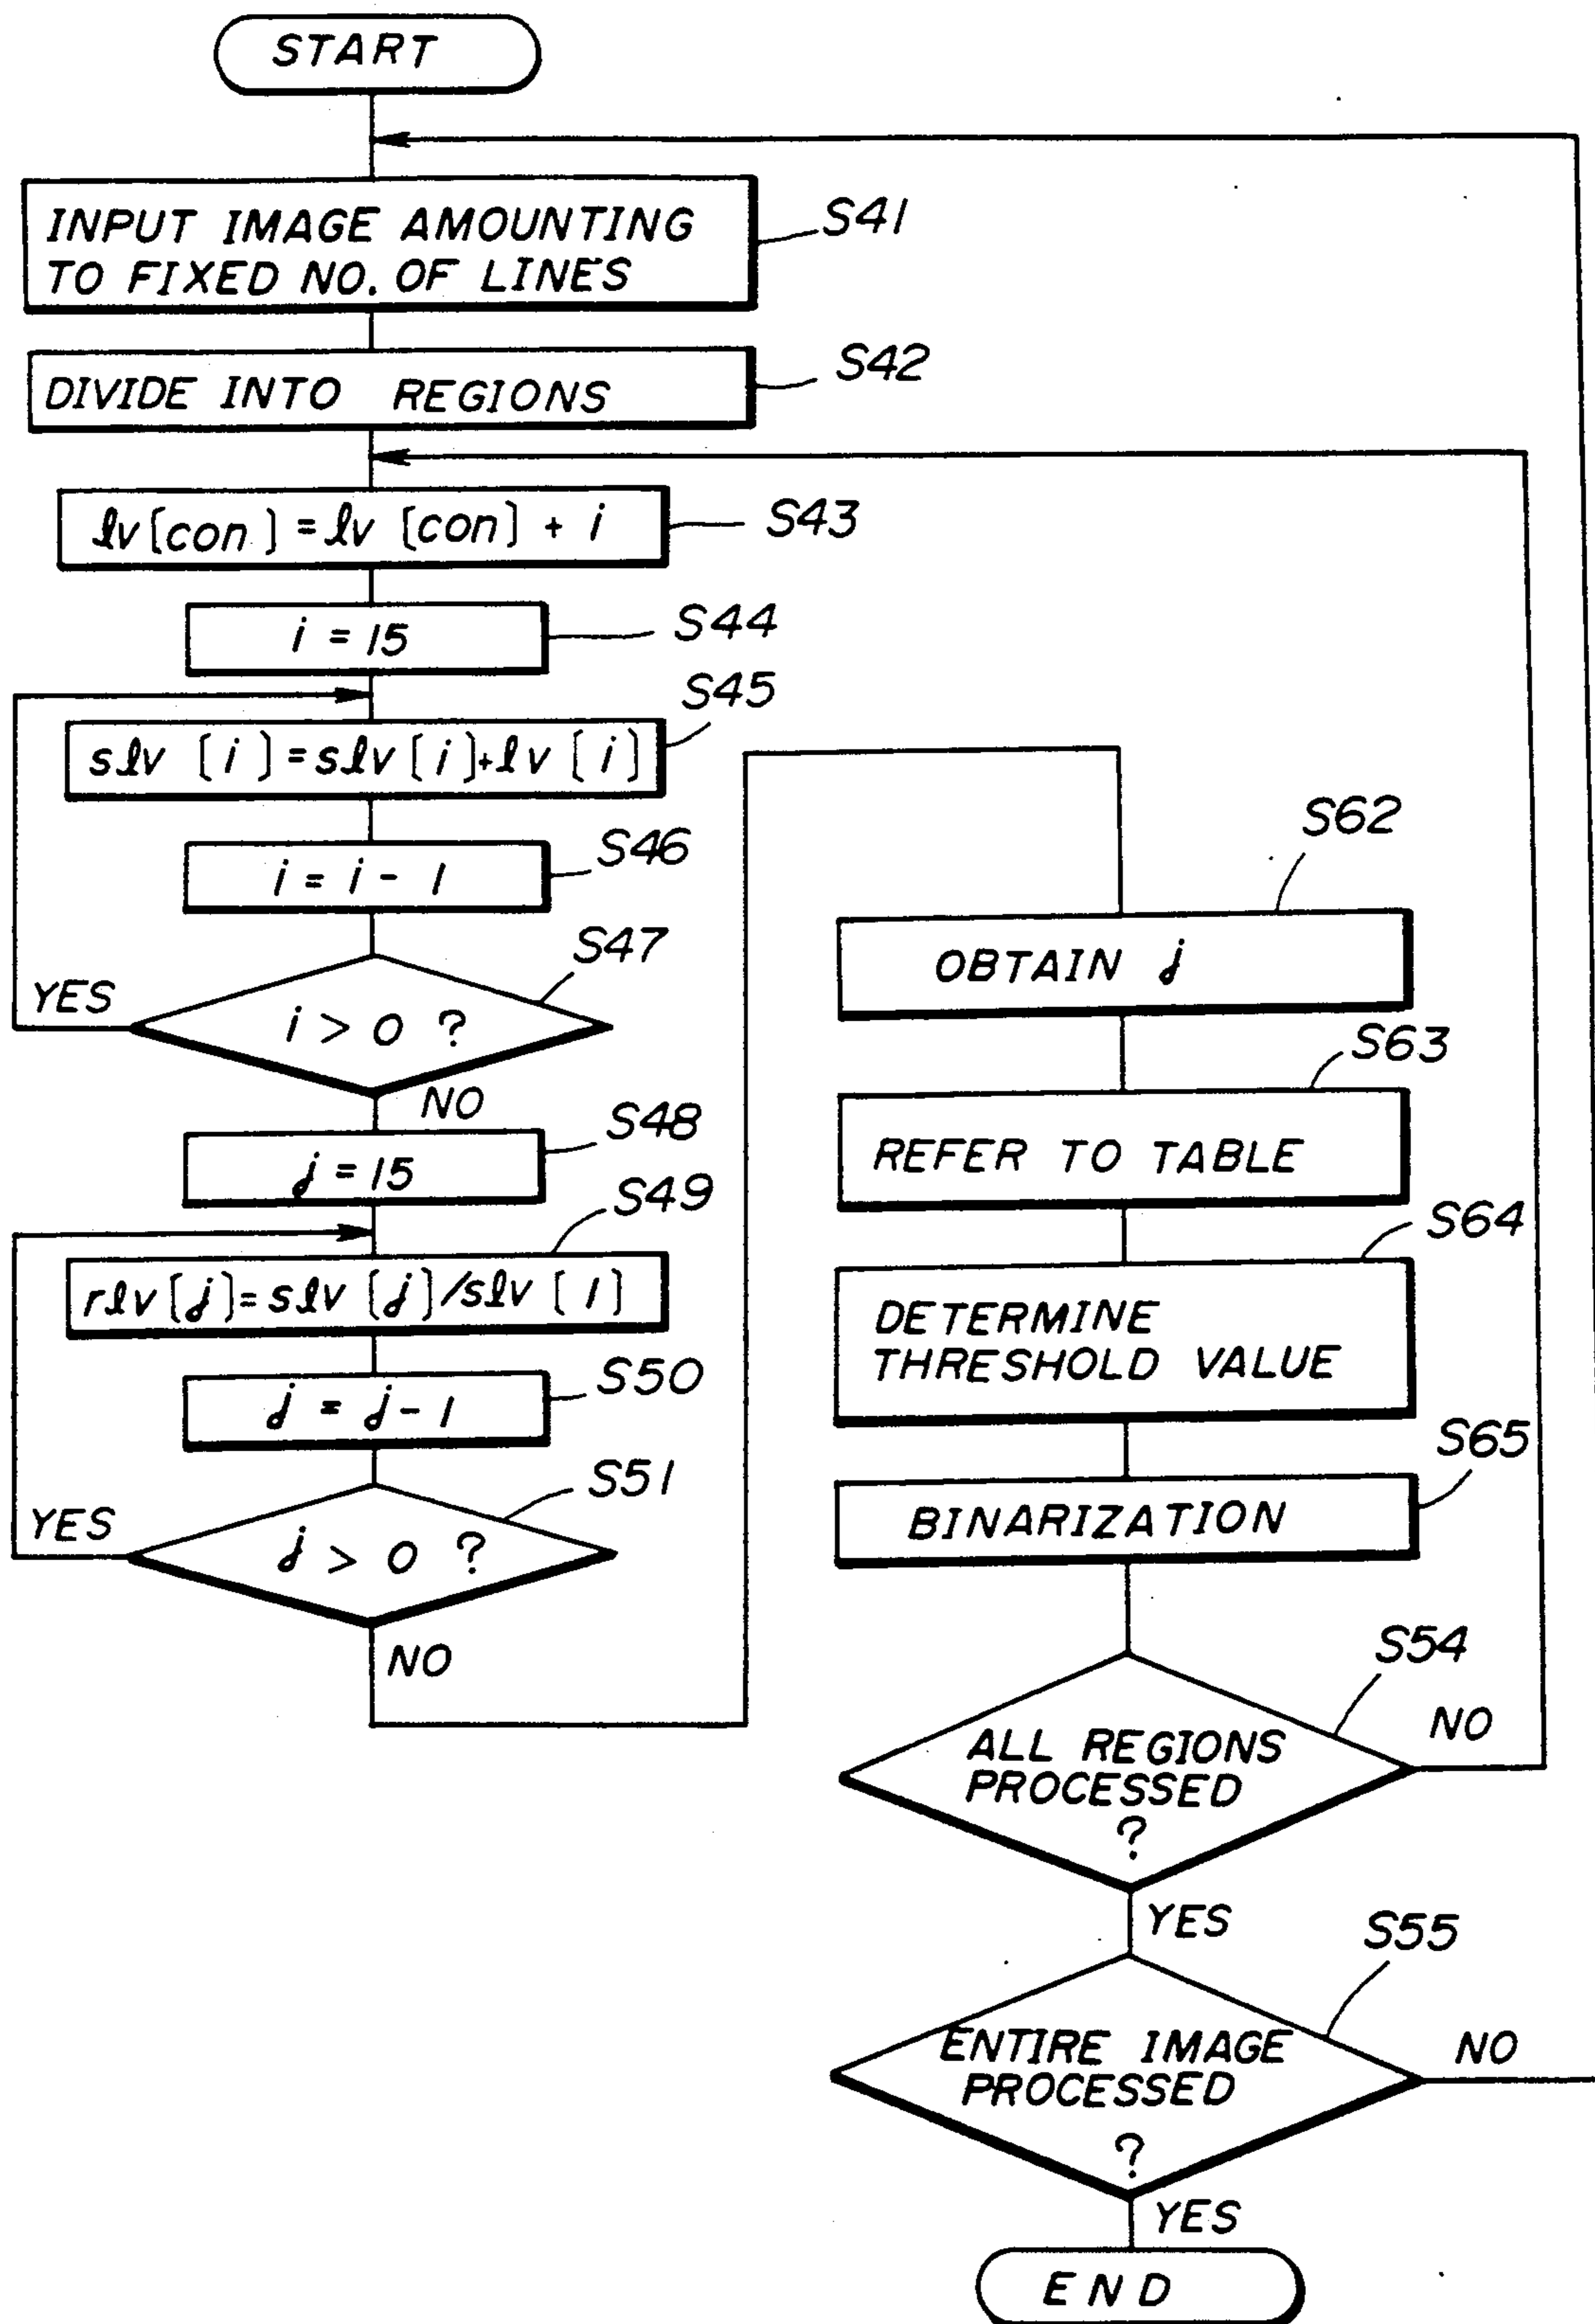 START
INPUT IMAGE AMOUNTING
TO FIXED NO. OF LINES
S41
DIVIDE INTO REGIONS
S42
lv[con] = lv [con] + i
S43
i = 15
S44
slv [i] = slv [i] + lv [i]
S45
i = i - 1
S46
i > 0 ?
S47
YES
NO
j = 15
S48
rlv [j] = slv [j] / slv [1]
S49
j = j - 1
S50
j > 0 ?
S51
YES
NO
OBTAIN j
S62
REFER TO TABLE
S63
DETERMINE
THRESHOLD VALUE
S64
BINARIZATION
S65
ALL REGIONS
PROCESSED
?
S54
NO
YES
ENTIRE IMAGE
PROCESSED
?
S55
NO
YES
END